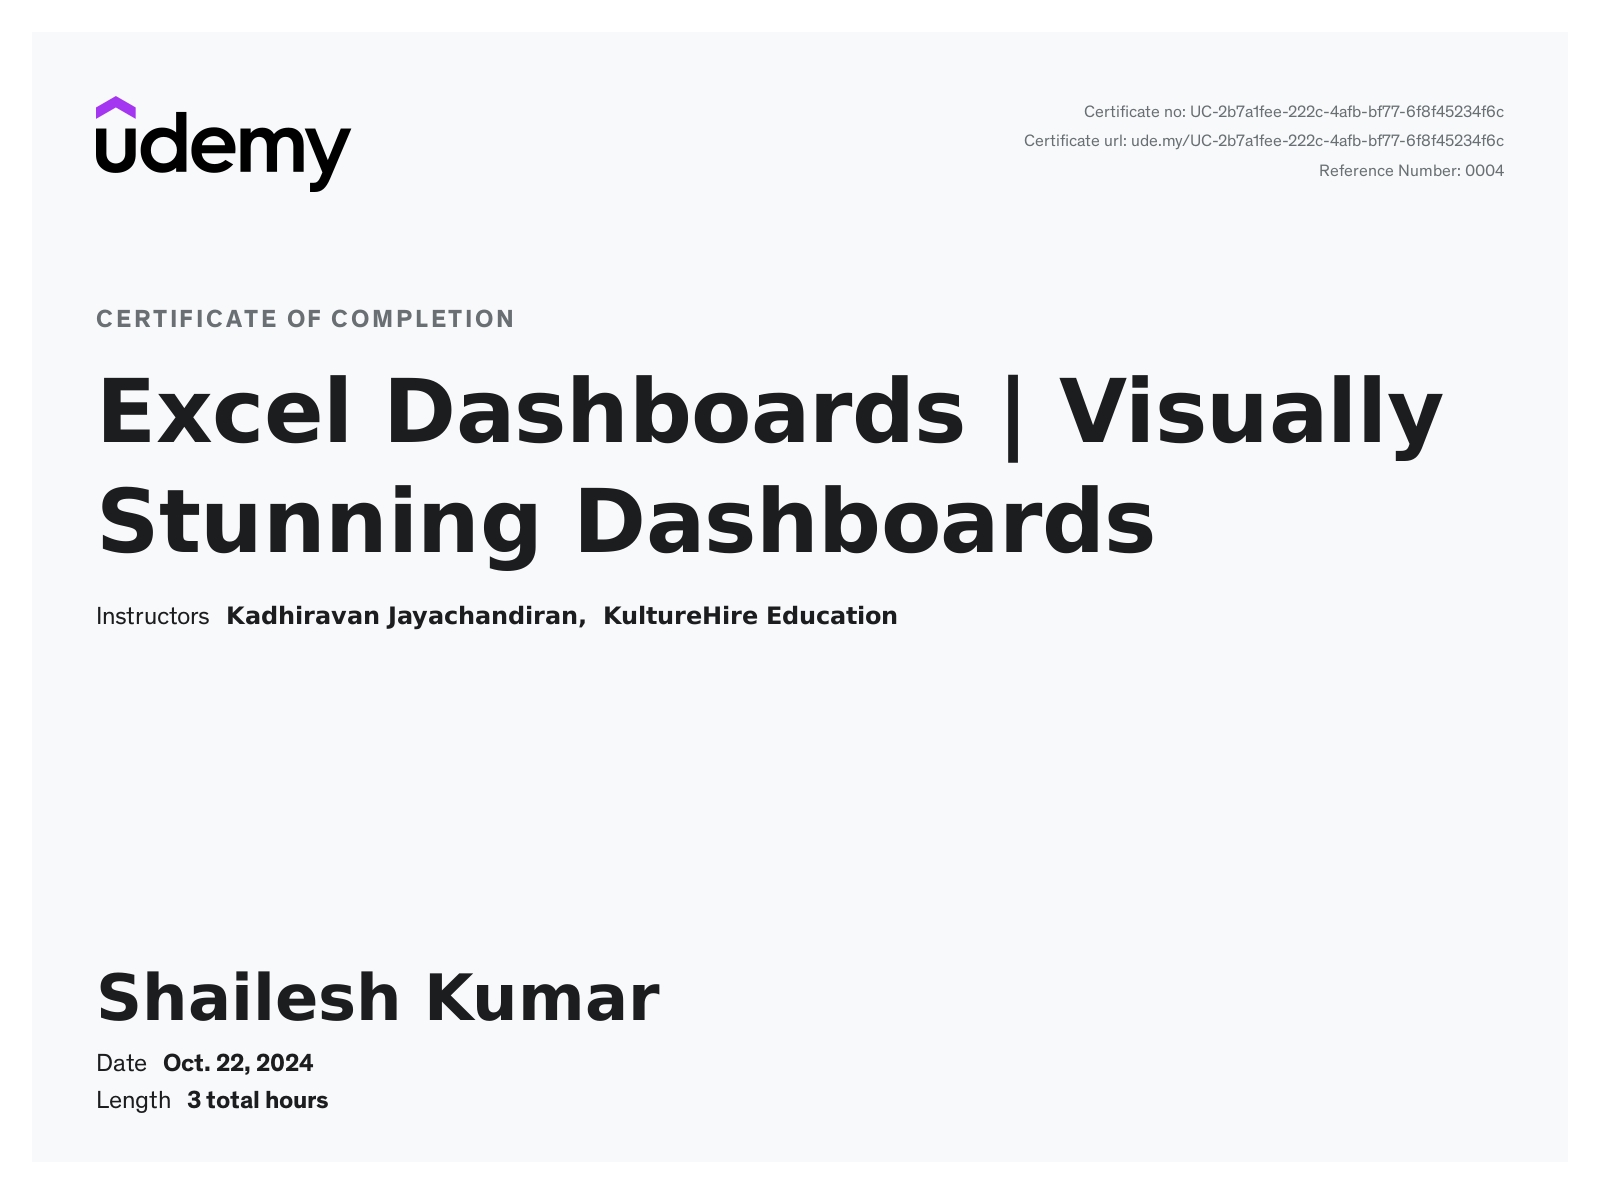 udemy
Certificate no: UC-2b7a1fee-222c-4afb-bf77-6f8f45234f6c
Certificate url: ude.my/UC-2b7a1fee-222c-4afb-bf77-6f8f45234f6c
Reference Number: 0004
CERTIFICATE OF COMPLETION
Excel Dashboards | Visually
Stunning Dashboards
Instructors Kadhiravan Jayachandiran, KultureHire Education
Shailesh Kumar
Date Oct. 22, 2024
Length 3 total hours